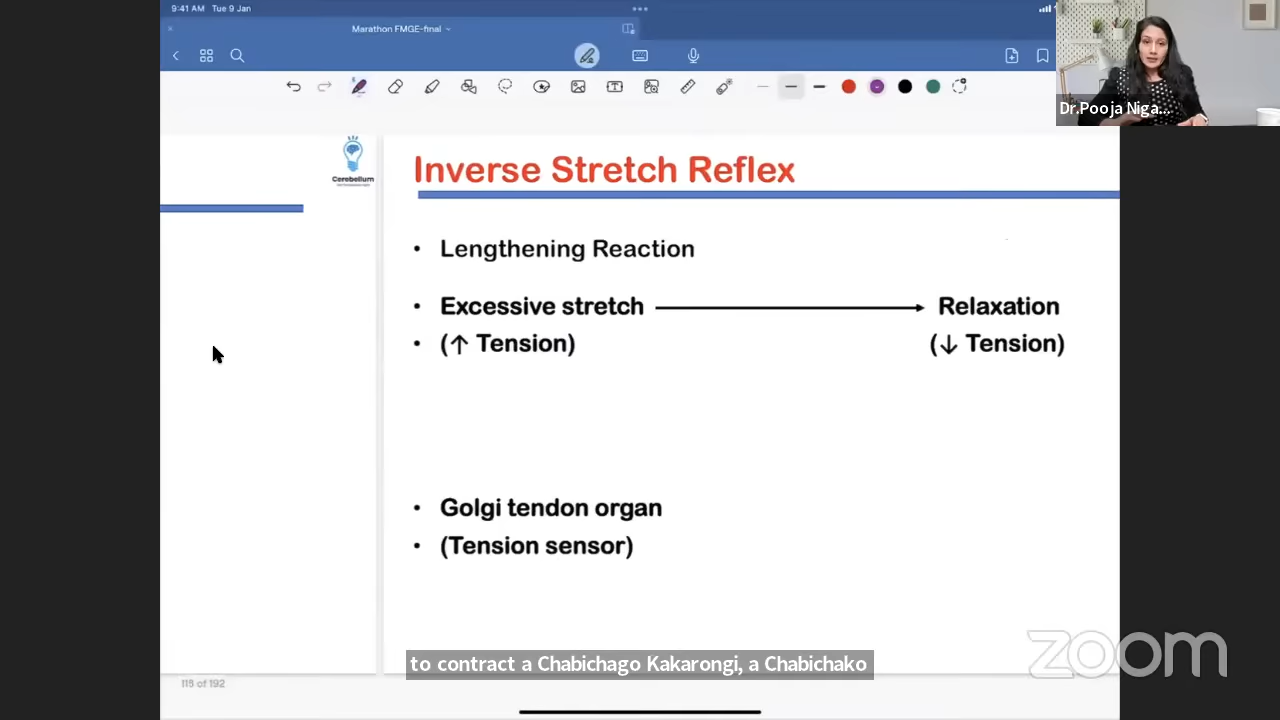 9:41 AM Tue 9 Jan
Marathon FMGE-final
Dr.Pooja Niga...
Cerebellum
Inverse Stretch Reflex
• Lengthening Reaction
• Excessive stretch
Relaxation
• (↑ Tension)
(↓ Tension)
• Golgi tendon organ
• (Tension sensor)
to contract a Chabichago Kakarongi, a Chabichako
zoom
115 of 192